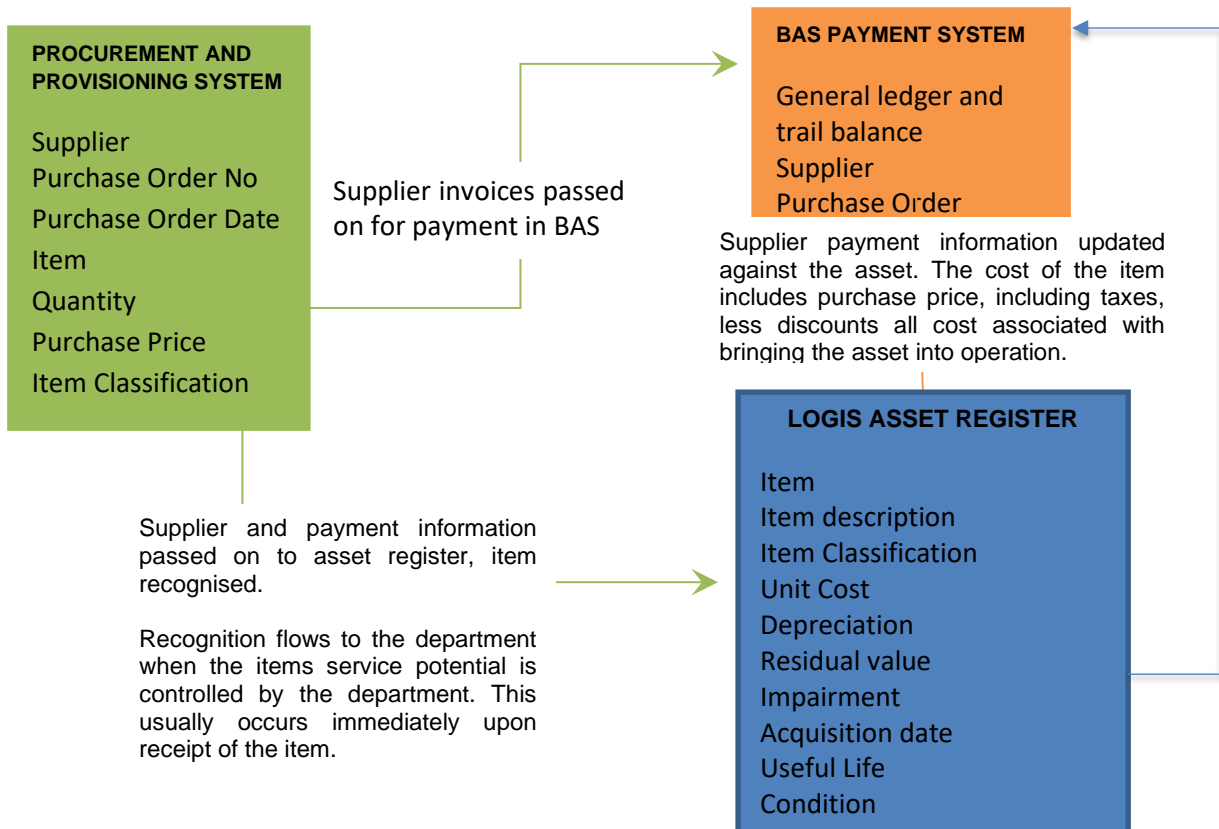 PROCUREMENT AND
PROVISIONING SYSTEM
Supplier
Purchase Order No
Purchase Order Date
Item
Quantity
Purchase Price
Item Classification
Supplier invoices passed
on for payment in BAS
BAS PAYMENT SYSTEM
General ledger and
trail balance
Supplier
Purchase Order
Supplier payment information updated
against the asset. The cost of the item
includes purchase price, including taxes,
less discounts all cost associated with
bringing the asset into operation.
Supplier and payment information
passed on to asset register, item
recognised.
Recognition flows to the department
when the items service potential is
controlled by the department. This
usually occurs immediately upon
receipt of the item.
LOGIS ASSET REGISTER
Item
Item description
Item Classification
Unit Cost
Depreciation
Residual value
Impairment
Acquisition date
Useful Life
Condition